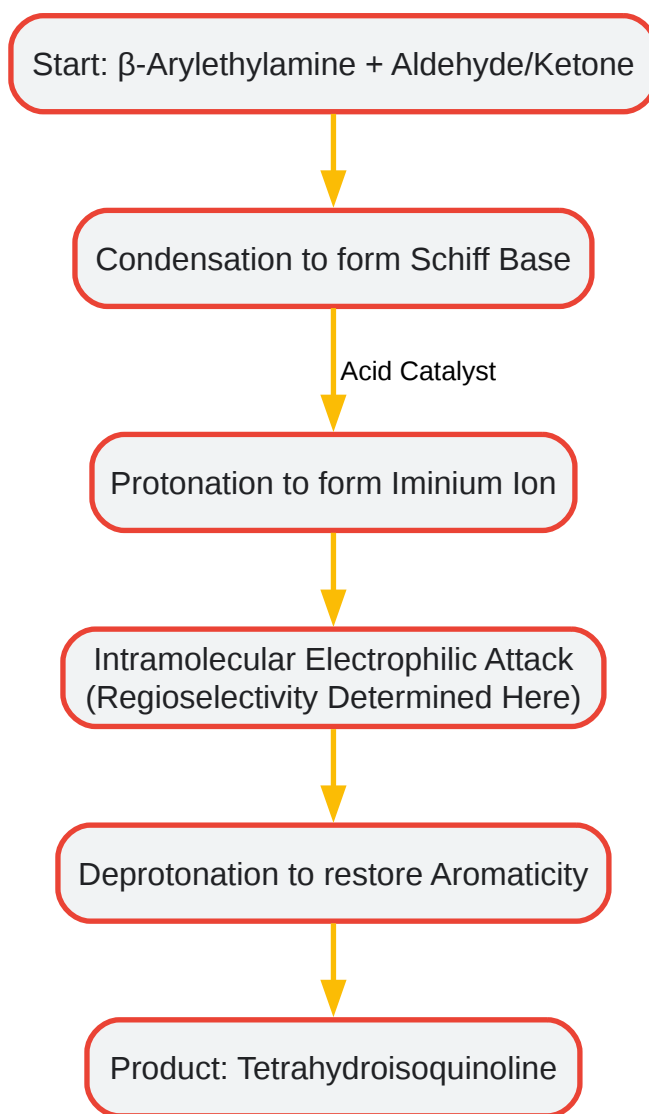 Start: β-Arylethylamine + Aldehyde/Ketone
Condensation to form Schiff Base
Acid Catalyst
Protonation to form Iminium Ion
Intramolecular Electrophilic Attack
(Regioselectivity Determined Here)
Deprotonation to restore Aromaticity
Product: Tetrahydroisoquinoline